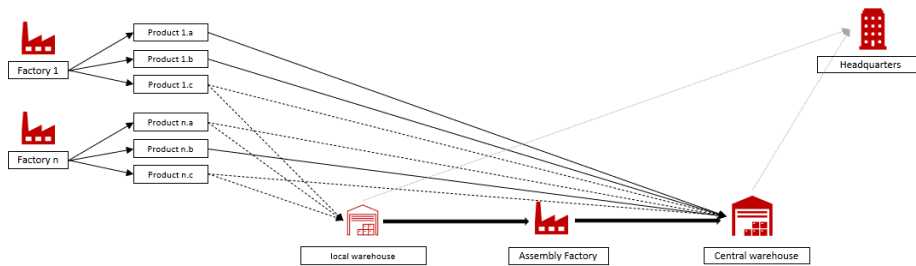 Product 1.a
Product 1.b
Product 1.c
Factory 1
Headquarters
Product n.a
Product n.b
Product n.c
Factory n
local warehouse
Assembly Factory
Central warehouse